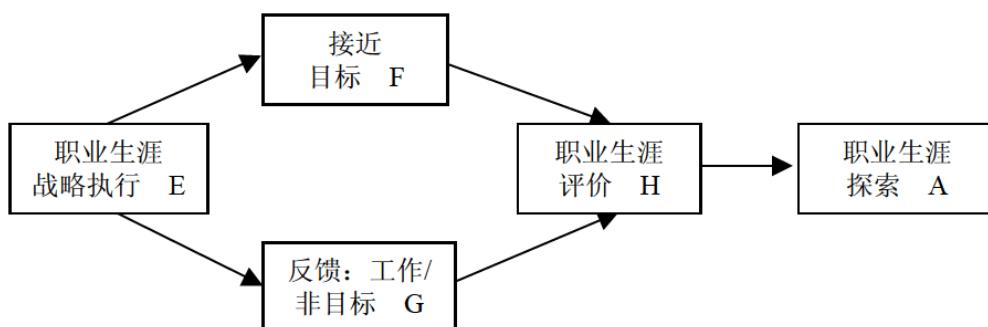 接近
目标 F
职业生涯
战略执行 E
职业生涯
评价 H
职业生涯
探索 A
反馈：工作/
非目标 G